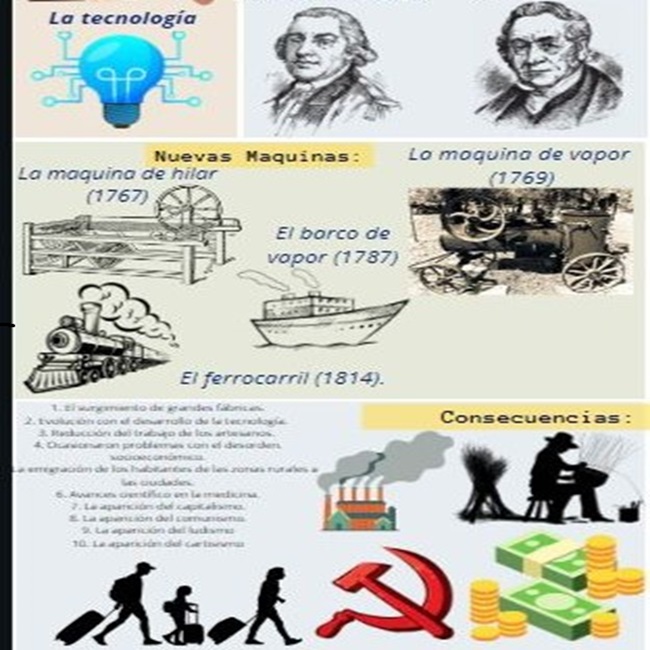 La tecnología
Nuevas Maquinas:
La maquina de vapor
(1769)
La maquina de hilar
(1767)
El barco de
vapor (1787)
El ferrocarril (1814).
Consecuencias:
1. El surgimiento de grandes fábricas.
2. Evolución con el desarrollo de la tecnología.
3. Reducción del trabajo de los artesanos.
4. Ocasionaron problemas con el desorden
socioeconómico.
La emigración de los habitantes de las zonas rurales a
las ciudades.
6. Avances científico en la medicina.
7. La aparición del capitalismo.
8. La aparición del comunismo.
9. La aparición del ludismo
10. La aparición del cartismo